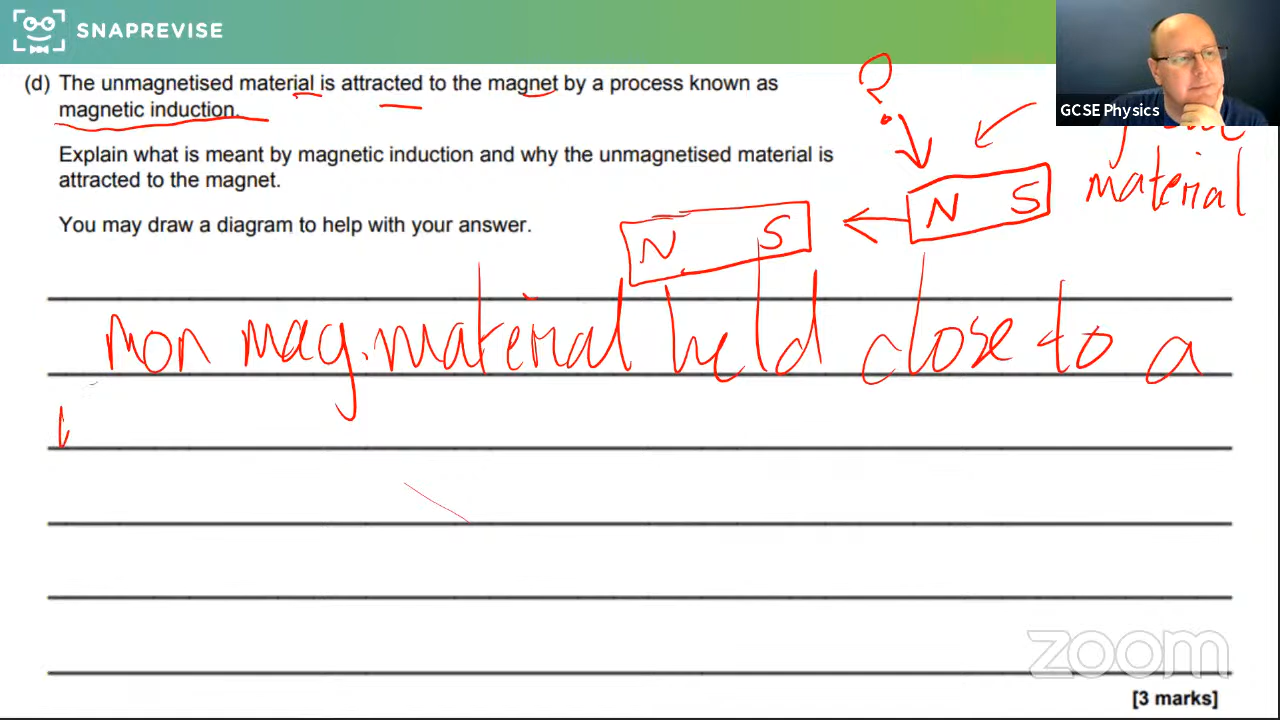 SNAPREVISE
GCSE Physics
(d) The unmagnetised material is attracted to the magnet by a process known as
magnetic induction.
Explain what is meant by magnetic induction and why the unmagnetised material is
attracted to the magnet.
You may draw a diagram to help with your answer.
?
material
N S
N S
non mag. material held close to a
zoom
[3 marks]